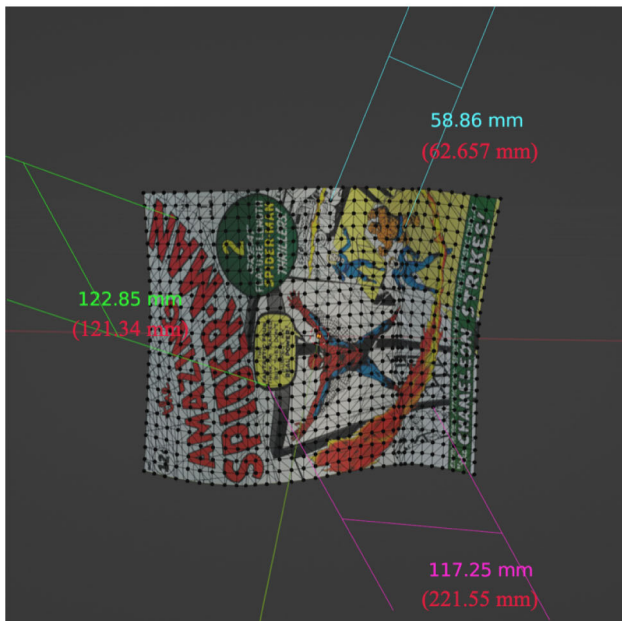 58.86 mm
(62.657 mm)
122.85 mm
(121.34 mm)
117.25 mm
(221.55 mm)
2
SPIDER-MAN
THRILLERS!
AMAZING
SPIDER-MAN
STRIKES!